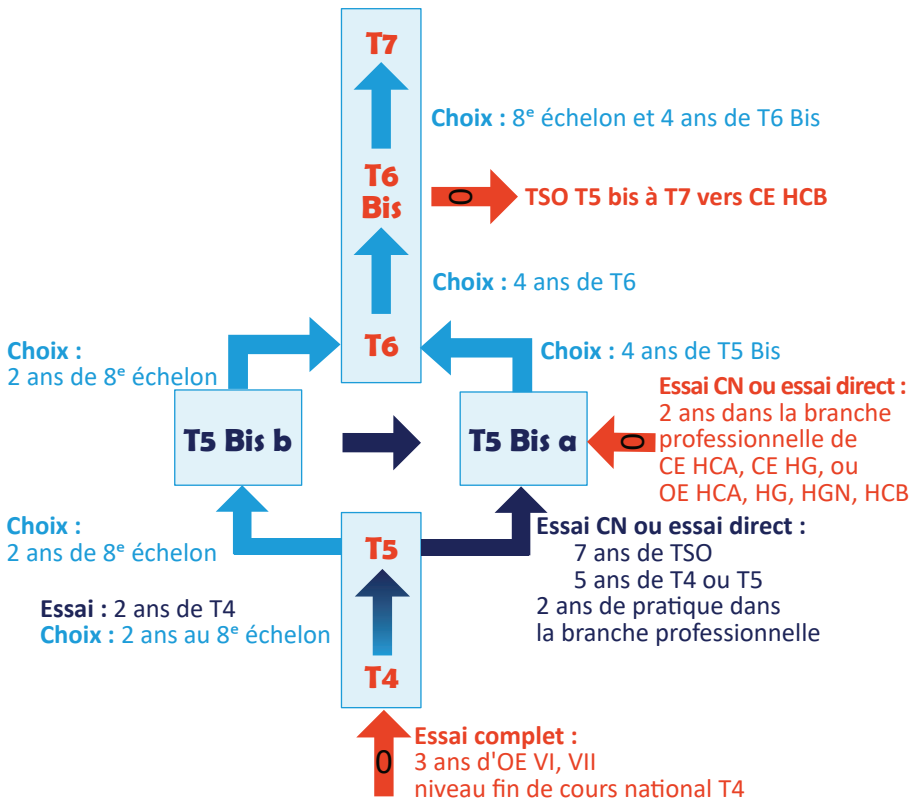 T7
Choix : 8e échelon et 4 ans de T6 Bis
T6
Bis
0
TSO T5 bis à T7 vers CE HCB
Choix : 4 ans de T6
T6
Choix :
2 ans de 8e échelon
Choix : 4 ans de T5 Bis
T5 Bis b
T5 Bis a
0
Essai CN ou essai direct :
2 ans dans la branche
professionnelle de
CE HCA, CE HG, ou
OE HCA, HG, HGN, HCB
Choix :
2 ans de 8e échelon
T5
Essai CN ou essai direct :
7 ans de TSO
5 ans de T4 ou T5
2 ans de pratique dans
la branche professionnelle
Essai : 2 ans de T4
Choix : 2 ans au 8e échelon
T4
0
Essai complet :
3 ans d'OE VI, VII
niveau fin de cours national T4